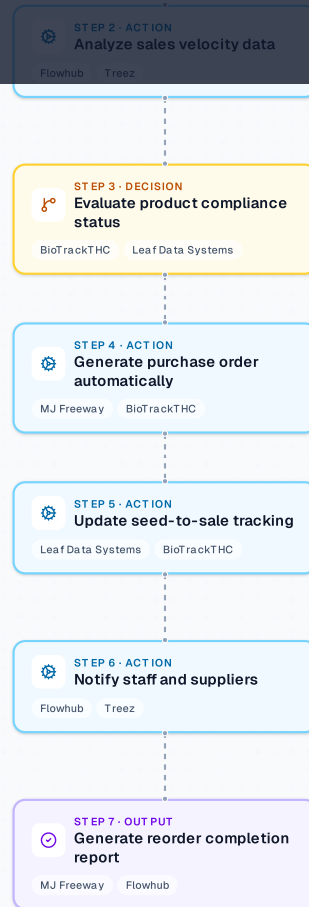 STEP 2 · ACTION
Analyze sales velocity data
Flowhub Treez
STEP 3 · DECISION
Evaluate product compliance
status
BioTrackTHC Leaf Data Systems
STEP 4 · ACTION
Generate purchase order
automatically
MJ Freeway BioTrackTHC
STEP 5 · ACTION
Update seed-to-sale tracking
Leaf Data Systems BioTrackTHC
STEP 6 · ACTION
Notify staff and suppliers
Flowhub Treez
STEP 7 · OUTPUT
Generate reorder completion
report
MJ Freeway Flowhub